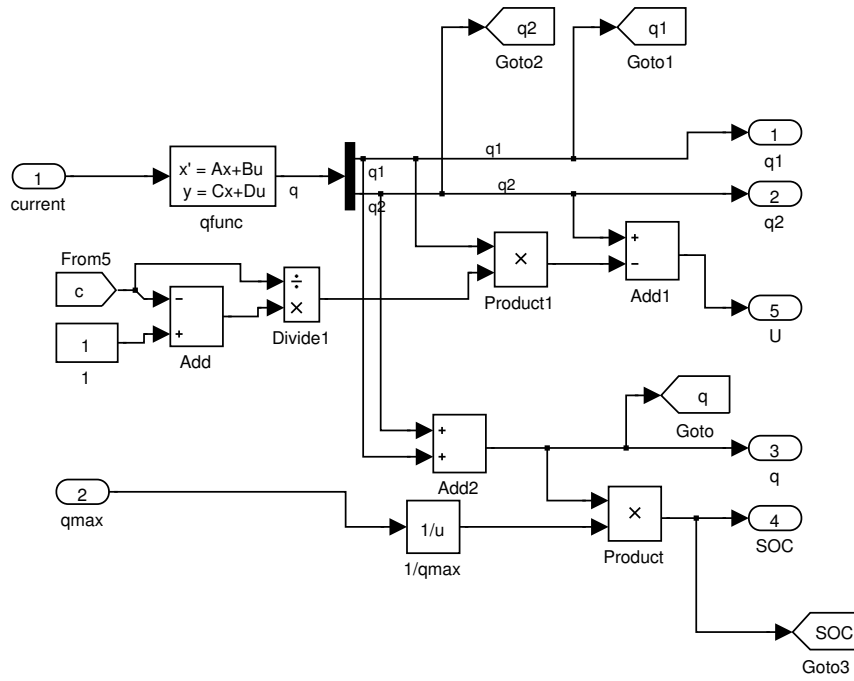 q2
Goto2
q1
Goto1
1
q1
q1
q1
1
current
x' = Ax+Bu
y = Cx+Du
qfunc
q
q2
q2
2
q2
From5
c
−
+
Add
÷
×
Divide1
×
Product1
+
−
Add1
5
U
1
1
q
Goto
+
+
Add2
3
q
2
qmax
1/u
1/qmax
×
Product
4
SOC
SOC
Goto3